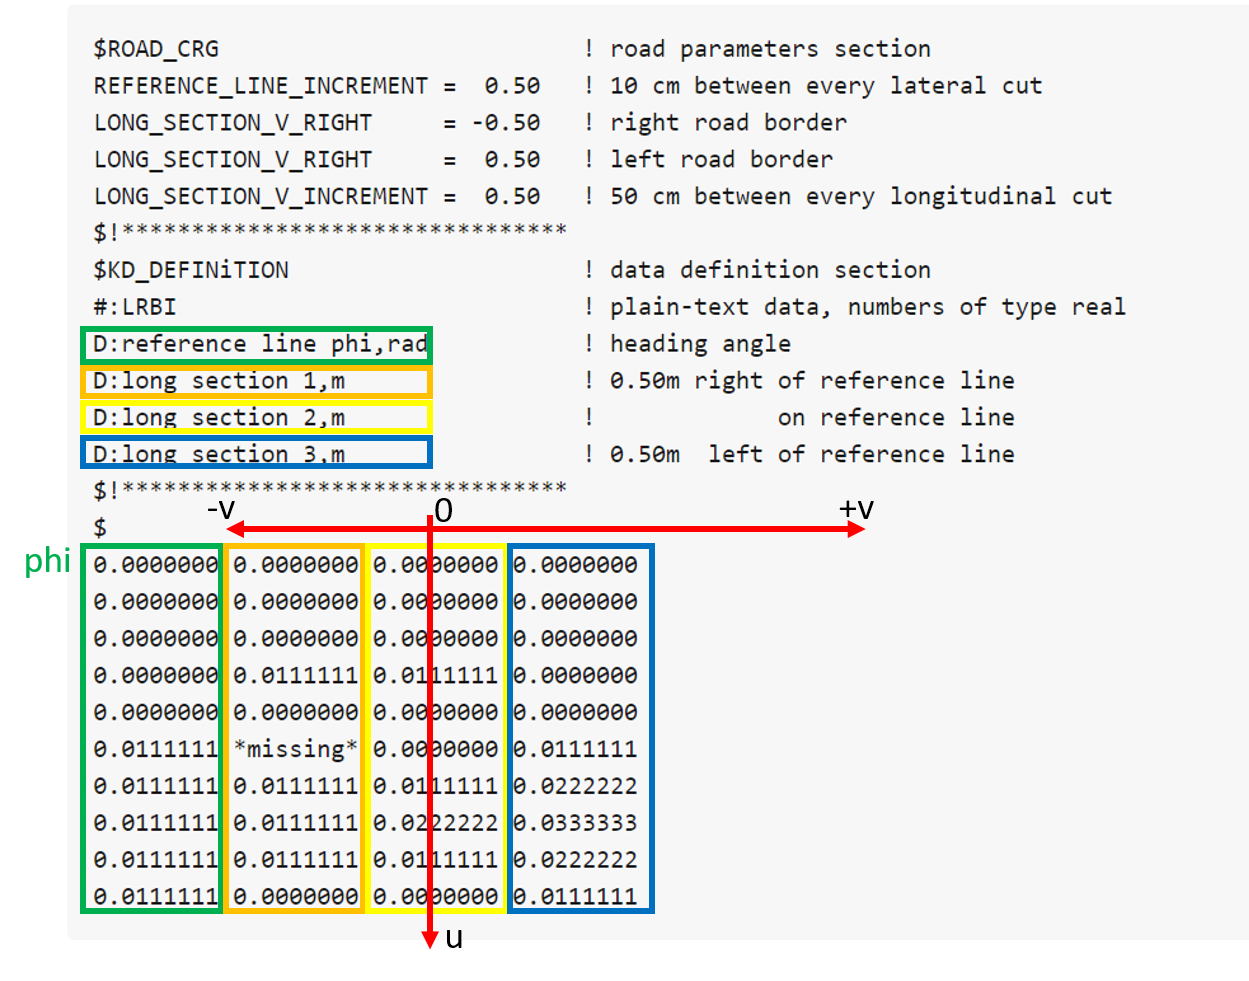 $ROAD_CRG ! road parameters section
REFERENCE_LINE_INCREMENT = 0.50 ! 10 cm between every lateral cut
LONG_SECTION_V_RIGHT = -0.50 ! right road border
LONG_SECTION_V_RIGHT = 0.50 ! left road border
LONG_SECTION_V_INCREMENT = 0.50 ! 50 cm between every longitudinal cut
$!********************************
$KD_DEFINiTION ! data definition section
#:LRBI ! plain-text data, numbers of type real
D:reference line phi,rad ! heading angle
D:long section 1,m ! 0.50m right of reference line
D:long section 2,m ! on reference line
D:long section 3,m ! 0.50m left of reference line
$!********************************
-v 0 +v
$
phi 0.0000000 0.0000000 0.0000000 0.0000000
0.0000000 0.0000000 0.0000000 0.0000000
0.0000000 0.0000000 0.0000000 0.0000000
0.0000000 0.0111111 0.0111111 0.0000000
0.0000000 0.0000000 0.0000000 0.0000000
0.0111111 *missing* 0.0000000 0.0111111
0.0111111 0.0111111 0.0111111 0.0222222
0.0111111 0.0111111 0.0222222 0.0333333
0.0111111 0.0111111 0.0111111 0.0222222
0.0111111 0.0000000 0.0000000 0.0111111
u